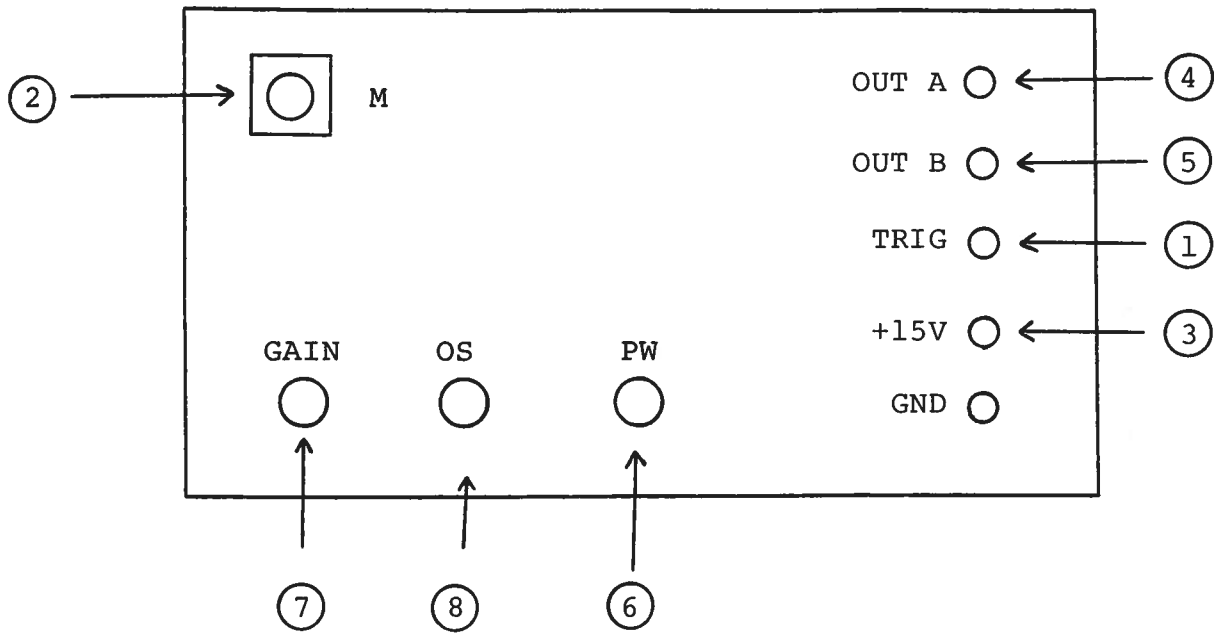 ② M OUT A ④
OUT B ⑤
TRIG ①
+15V ③
GAIN OS PW
GND
⑦ ⑧ ⑥